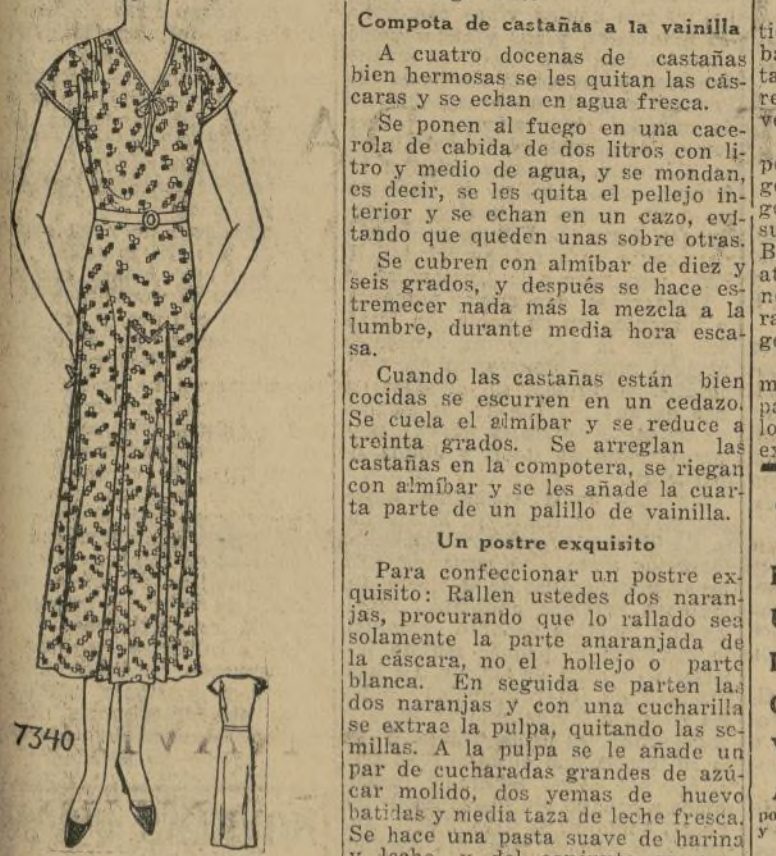 Compota de castañas a la vainilla
A cuatro docenas de castañas
bien hermosas se les quitan las cás-
caras y se echan en agua fresca.
Se ponen al fuego en una cace-
rola de cabida de dos litros con li-
tro y medio de agua, y se mondan,
es decir, se les quita el pellejo in-
terior y se echan en un cazo, evi-
tando que queden unas sobre otras.
Se cubren con almíbar de diez y
seis grados, y después se hace es-
tremecer nada más la mezcla a la
lumbre, durante media hora esca-
sa.
Cuando las castañas están bien
cocidas se escurren en un cedazo.
Se cuela el almíbar y se reduce a
treinta grados. Se arreglan las
castañas en la compotera, se riegan
con almíbar y se les añade la cuar-
ta parte de un palillo de vainilla.
Un postre exquisito
Para confeccionar un postre ex-
quisito: Rallen ustedes dos naran-
jas, procurando que lo rallado sea
solamente la parte anaranjada de
la cáscara, no el hollejo o parte
blanca. En seguida se parten las
dos naranjas y con una cucharilla
se extrae la pulpa, quitando las se-
millas. A la pulpa se le añade un
par de cucharadas grandes de azú-
car molido, dos yemas de huevo
batidas y media taza de leche fresca.
Se hace una pasta suave de harina
7340